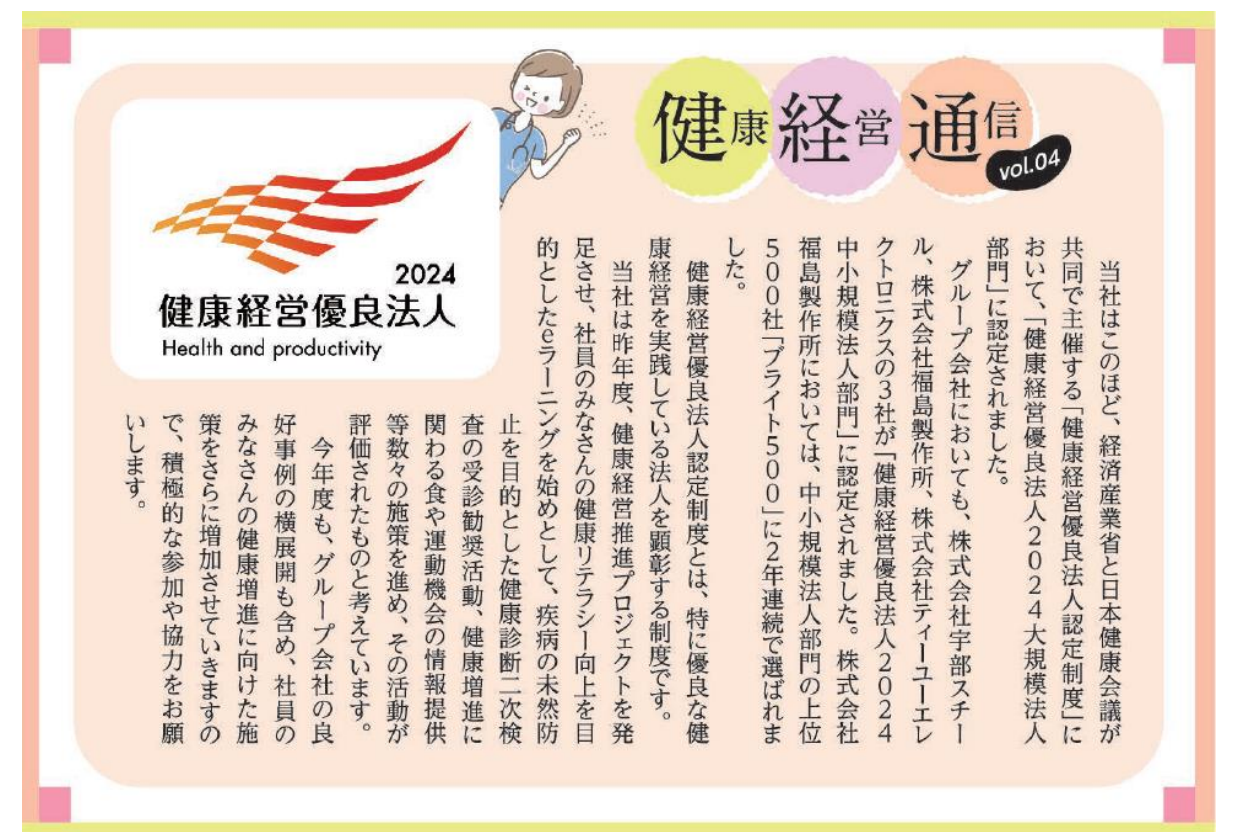 健康経営通信
vol.04
当社はこのほど、経済産業省と日本健康会議が
共同で主催する「健康経営優良法人認定制度」に
おいて、「健康経営優良法人2024大規模法人
部門」に認定されました。
グループ会社においても、株式会社宇部スチー
ル、株式会社福島製作所、株式会社ティーユーエレ
クトロニクスの3社が「健康経営優良法人2024
中小規模法人部門」に認定されました。株式会社
福島製作所においては、中小規模法人部門の上位
500社「ブライト500」に2年連続で選ばれま
した。
健康経営優良法人認定制度とは、特に優良な健
康経営を実践している法人を顕彰する制度です。
当社は昨年度、健康経営推進プロジェクトを発
足させ、社員のみなさんの健康リテラシー向上を目
的としたeラーニングを始めとして、疾病の未然防
止を目的とした健康診断二次検
査の受診勧奨活動、健康増進に
関わる食や運動機会の情報提供
等数々の施策を進め、その活動が
評価されたものと考えています。
今年度も、グループ会社の良
好事例の横展開も含め、社員の
みなさんの健康増進に向けた施
策をさらに増加させていきますの
で、積極的な参加や協力をお願
いします。
2024
健康経営優良法人
Health and productivity